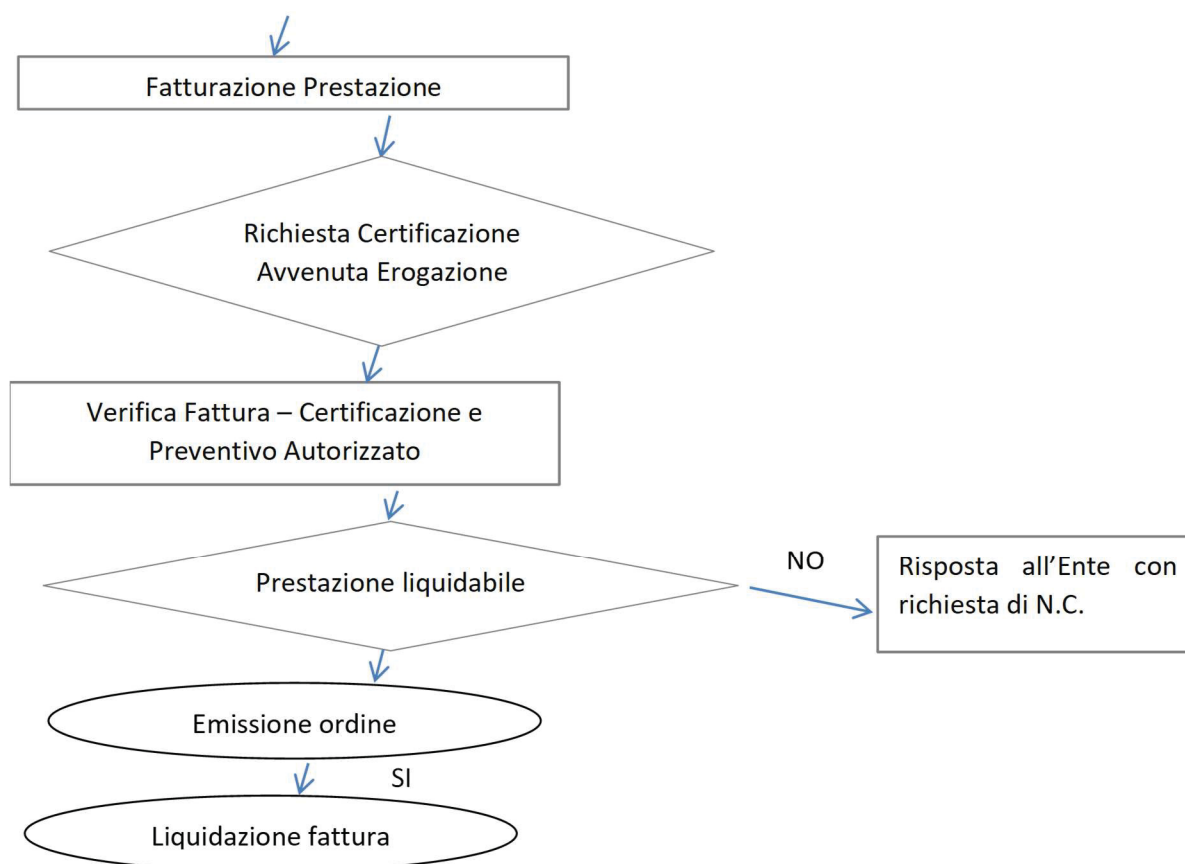 Fatturazione Prestazione
Richiesta Certificazione
Avvenuta Erogazione
Verifica Fattura – Certificazione e
Preventivo Autorizzato
Prestazione liquidabile
NO
Risposta all’Ente con
richiesta di N.C.
Emissione ordine
SI
Liquidazione fattura